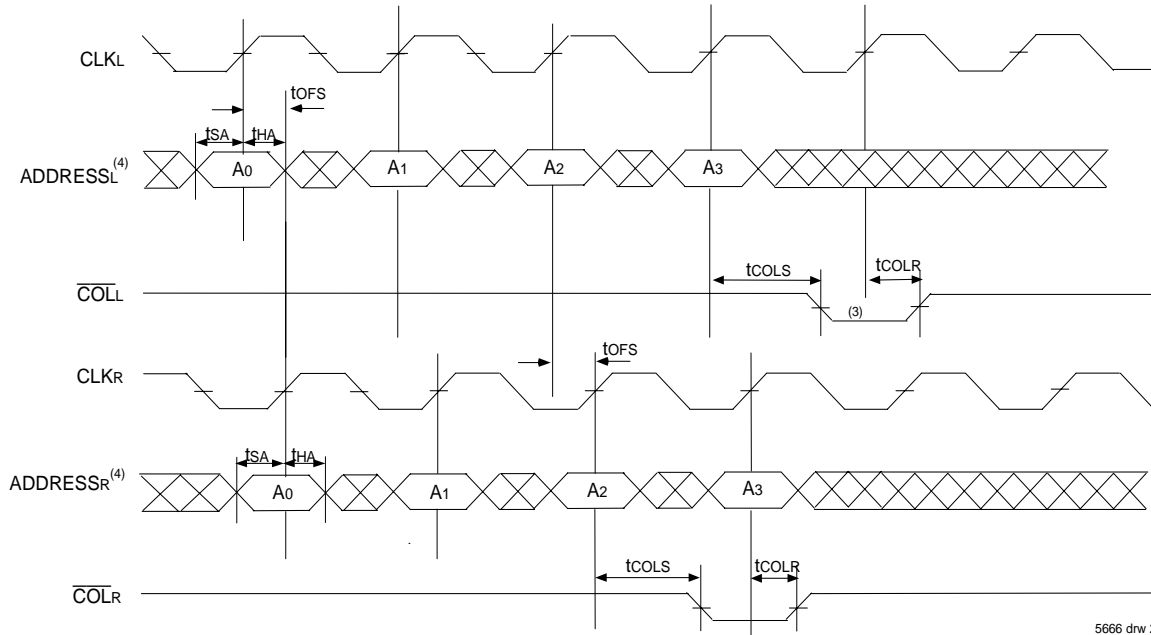 CLKL
tOFS
tSA tHA
ADDRESSL(4) A0 A1 A2 A3
tCOLS tCOLR
COLL (3)
tOFS
CLKR
tSA tHA
ADDRESSR(4) A0 A1 A2 A3
tCOLS tCOLR
COLR
5666 drw